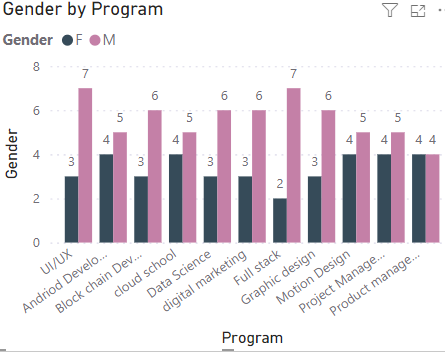 Gender by Program
Gender F M
8
6
4
2
0
Gender
3 7
4 5
3 6
4 5
3 6
3 6
2 7
3 6
4 5
4 5
4 4
UI/UX
Andriod Develo...
Block chain Dev...
cloud school
Data Science
digital marketing
Full stack
Graphic design
Motion Design
Project Manage...
Product manage...
Program